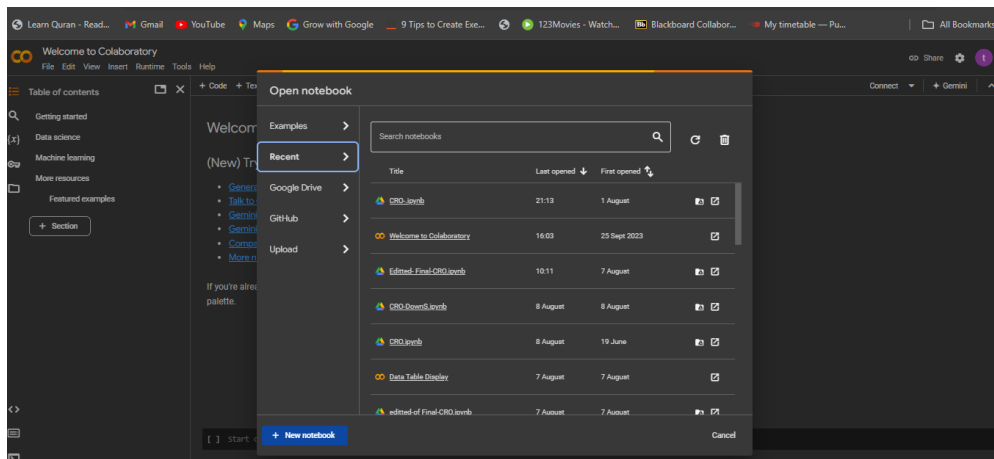 Learn Quran - Read... Gmail YouTube Maps Grow with Google 9 Tips to Create Exe... 123Movies - Watch... Bb Blackboard Collabor... My timetable — Pu... All Bookmarks
Welcome to Colaboratory
File Edit View Insert Runtime Tools Help
Share t
Table of contents
+ Code + Te
Connect + Gemini
Getting started
Data science
{x}
Machine learning
More resources
Featured examples
+ Section
Welcom
(New) Try
Genera
Talk to
Gemini
Gemini
Compa
More n
If you're alrea
palette.
[ ] Start c
Open notebook
Examples
Recent
Google Drive
GitHub
Upload
Search notebooks
Title Last opened First opened
CRO-.ipynb 21:13 1 August
Welcome to Colaboratory 16:03 25 Sept 2023
Editted- Final-CRO.ipynb 10:11 7 August
CRO-DownS.ipynb 8 August 8 August
CRO.ipynb 8 August 19 June
Data Table Display 7 August 7 August
editted-of Final-CRO.ipynb 7 August 7 August
+ New notebook
Cancel